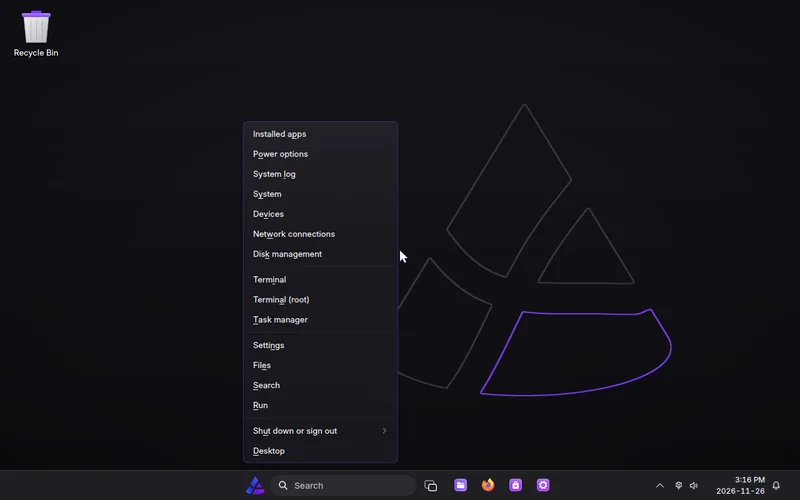 Recycle Bin
Installed apps
Power options
System log
System
Devices
Network connections
Disk management
Terminal
Terminal (root)
Task manager
Settings
Files
Search
Run
Shut down or sign out
Desktop
Search
3:16 PM
2026-11-26